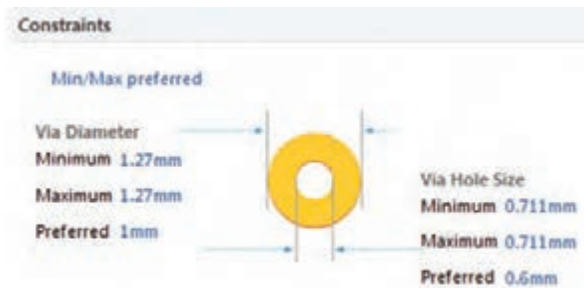 Constraints
Min/Max preferred
Via Diameter
Minimum 1.27mm
Maximum 1.27mm
Preferred 1mm
Via Hole Size
Minimum 0.711mm
Maximum 0.711mm
Preferred 0.6mm